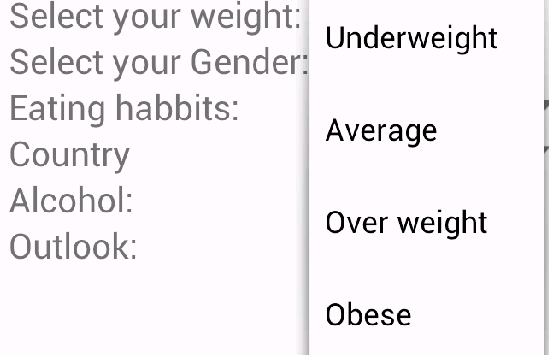 Select your weight:
Select your Gender:
Eating habbits:
Country
Alcohol:
Outlook:
Underweight
Average
Over weight
Obese